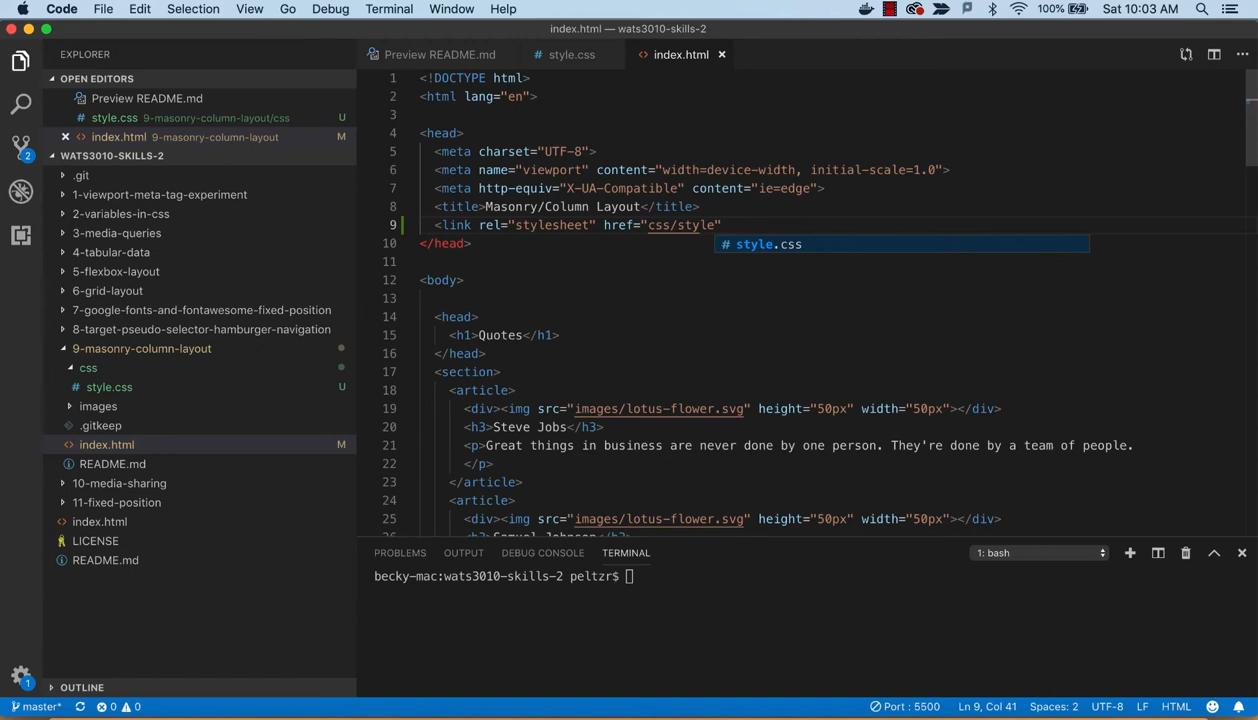 Code File Edit Selection View Go Debug Terminal Window Help 100% Sat 10:03 AM
index.html — wats3010-skills-2
EXPLORER
OPEN EDITORS
Preview README.md
style.css 9-masonry-column-layout/css U
index.html 9-masonry-column-layout M
WATS3010-SKILLS-2
.git
1-viewport-meta-tag-experiment
2-variables-in-css
3-media-queries
4-tabular-data
5-flexbox-layout
6-grid-layout
7-google-fonts-and-fontawesome-fixed-position
8-target-pseudo-selector-hamburger-navigation
9-masonry-column-layout
css
style.css U
images
.gitkeep
index.html M
README.md
10-media-sharing
11-fixed-position
index.html
LICENSE
README.md
OUTLINE
2
1
Preview README.md style.css index.html
1 <!DOCTYPE html>
2 <html lang="en">
3
4 <head>
5 <meta charset="UTF-8">
6 <meta name="viewport" content="width=device-width, initial-scale=1.0">
7 <meta http-equiv="X-UA-Compatible" content="ie=edge">
8 <title>Masonry/Column Layout</title>
9 <link rel="stylesheet" href="css/style"
# style.css
10 </head>
11
12 <body>
13
14 <head>
15 <h1>Quotes</h1>
16 </head>
17 <section>
18 <article>
19 <div><img src="images/lotus-flower.svg" height="50px" width="50px"></div>
20 <h3>Steve Jobs</h3>
21 <p>Great things in business are never done by one person. They're done by a team of people.
22 </p>
23 </article>
24 <article>
25 <div><img src="images/lotus-flower.svg" height="50px" width="50px"></div>
26 <h3>Samuel Johnson</h3>
PROBLEMS OUTPUT DEBUG CONSOLE TERMINAL 1: bash
becky-mac:wats3010-skills-2 peltzr$
master* 0 0 Port : 5500 Ln 9, Col 41 Spaces: 2 UTF-8 LF HTML